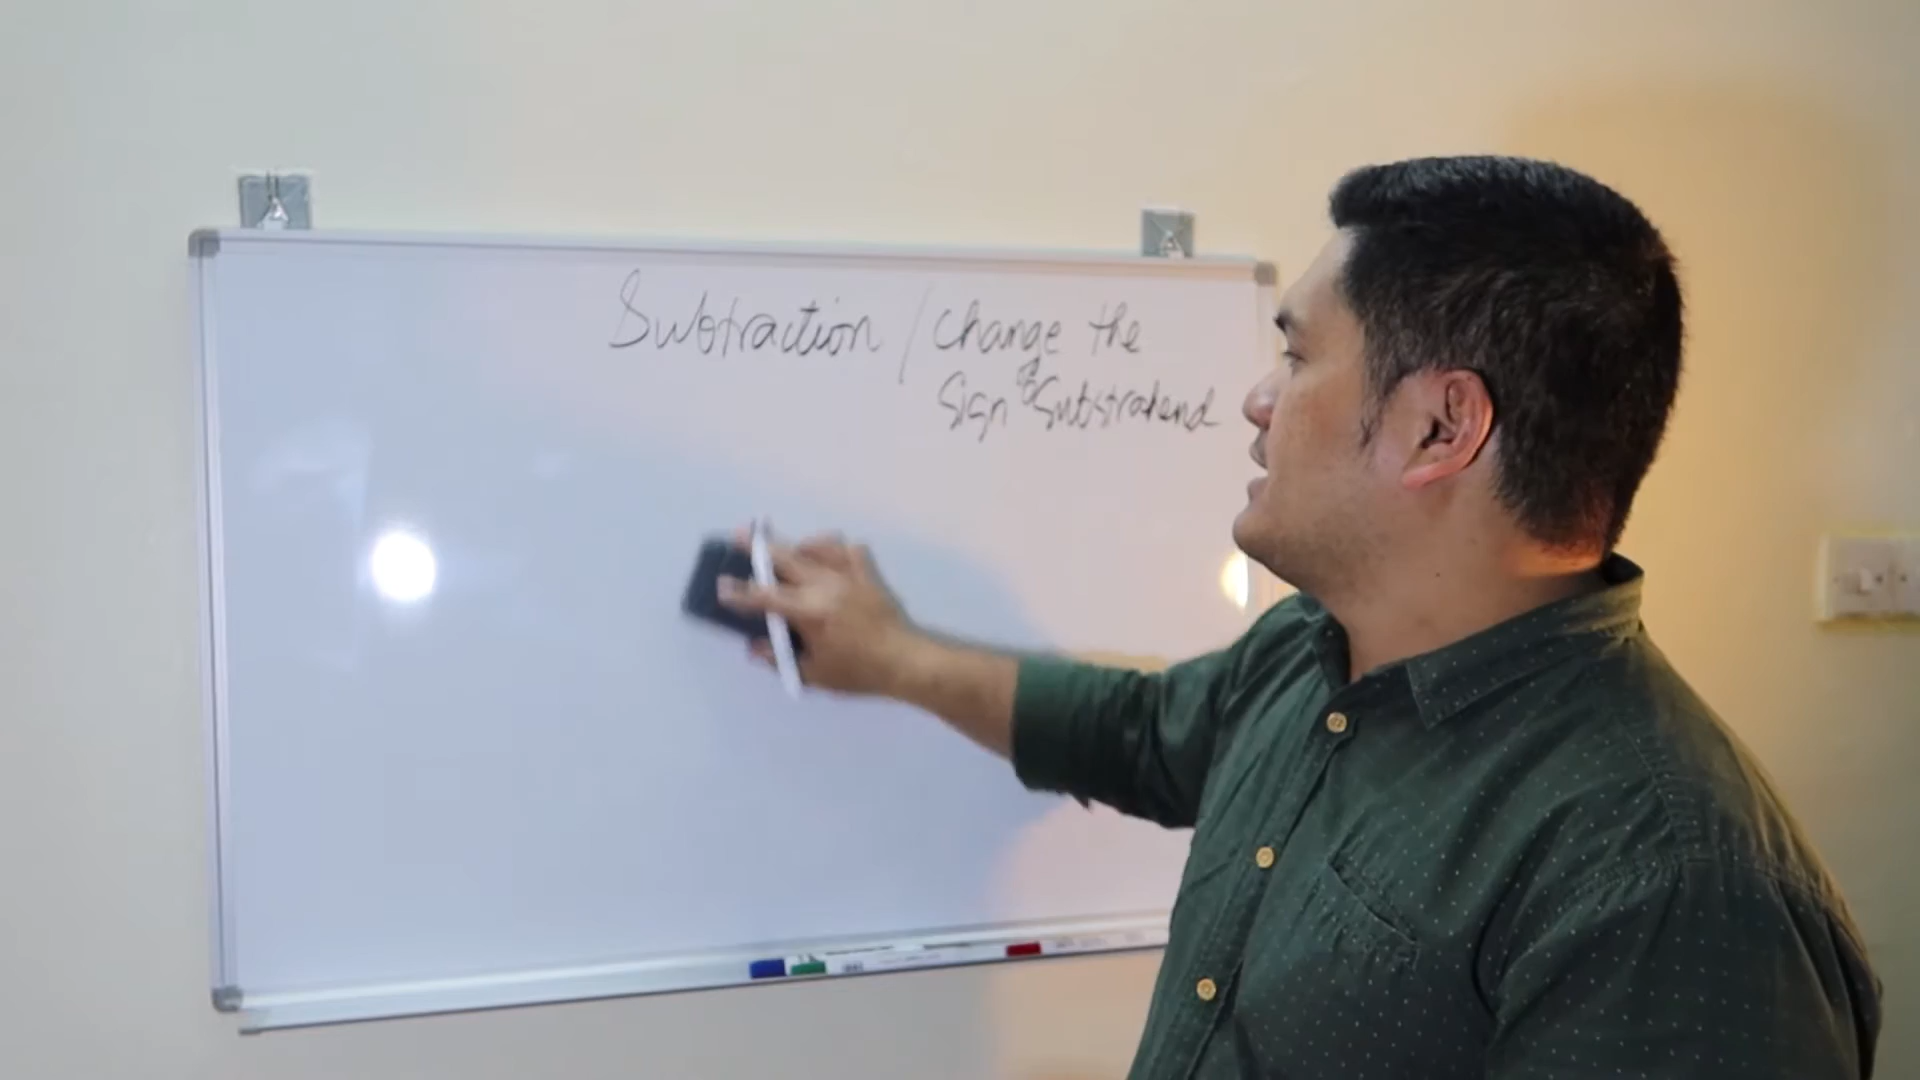 Subtraction / Change the
Sign of Substrahend